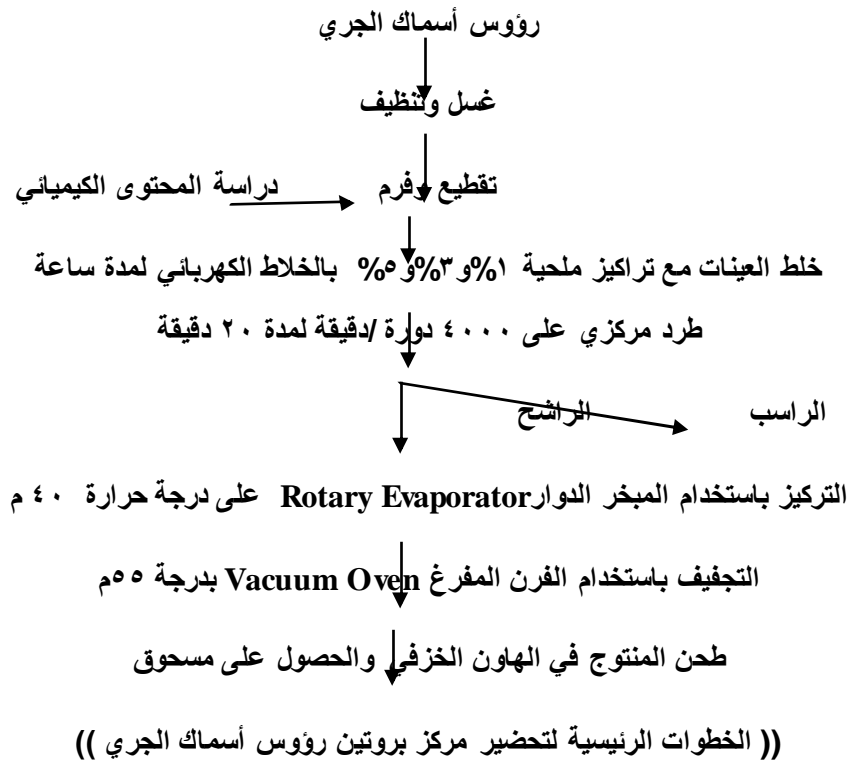 رؤوس أسماك الجري
غسل وتنظيف
تقطيع وفرم دراسة المحتوى الكيميائي
خلط العينات مع تراكيز ملحية ١%و٣%و٥% بالخلاط الكهربائي لمدة ساعة
طرد مركزي على ٤٠٠٠ دورة /دقيقة لمدة ٢٠ دقيقة
الراسب الراشح
التركيز باستخدام المبخر الدوارRotary Evaporator على درجة حرارة ٤٠ م
التجفيف باستخدام الفرن المفرغ Vacuum Oven بدرجة ٥٥م
طحن المنتوج في الهاون الخزفي والحصول على مسحوق
(( الخطوات الرئيسية لتحضير مركز بروتين رؤوس أسماك الجري ))